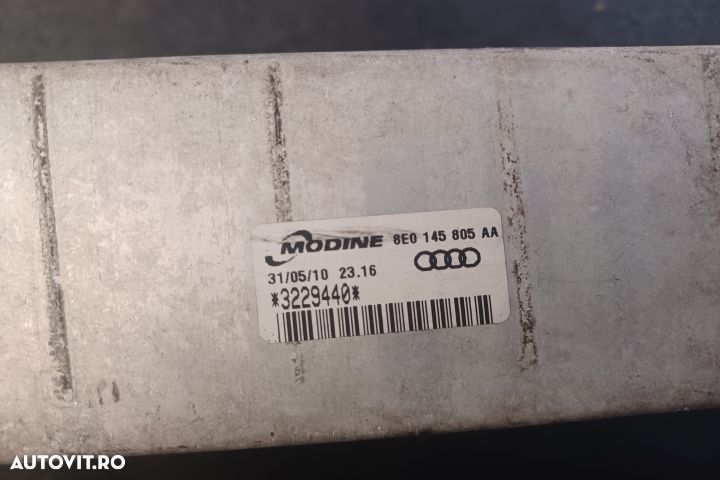 MODINE 8E0 145 805 AA
31/05/10 23.16
*3229440*
AUTOVIT.RO